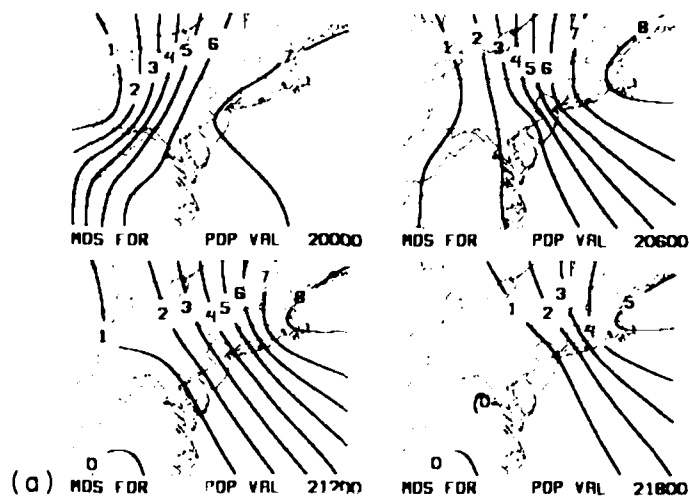 1 2 3 4 5 6 7
MDS FOR POP VAL 20000
1 2 3 4 5 6 7 8
MDS FOR POP VAL 20600
1 2 3 4 5 6 7 8
0
MDS FOR POP VAL 21200
1 2 3 4 5
0
0
MDS FOR POP VAL 21800
(a)